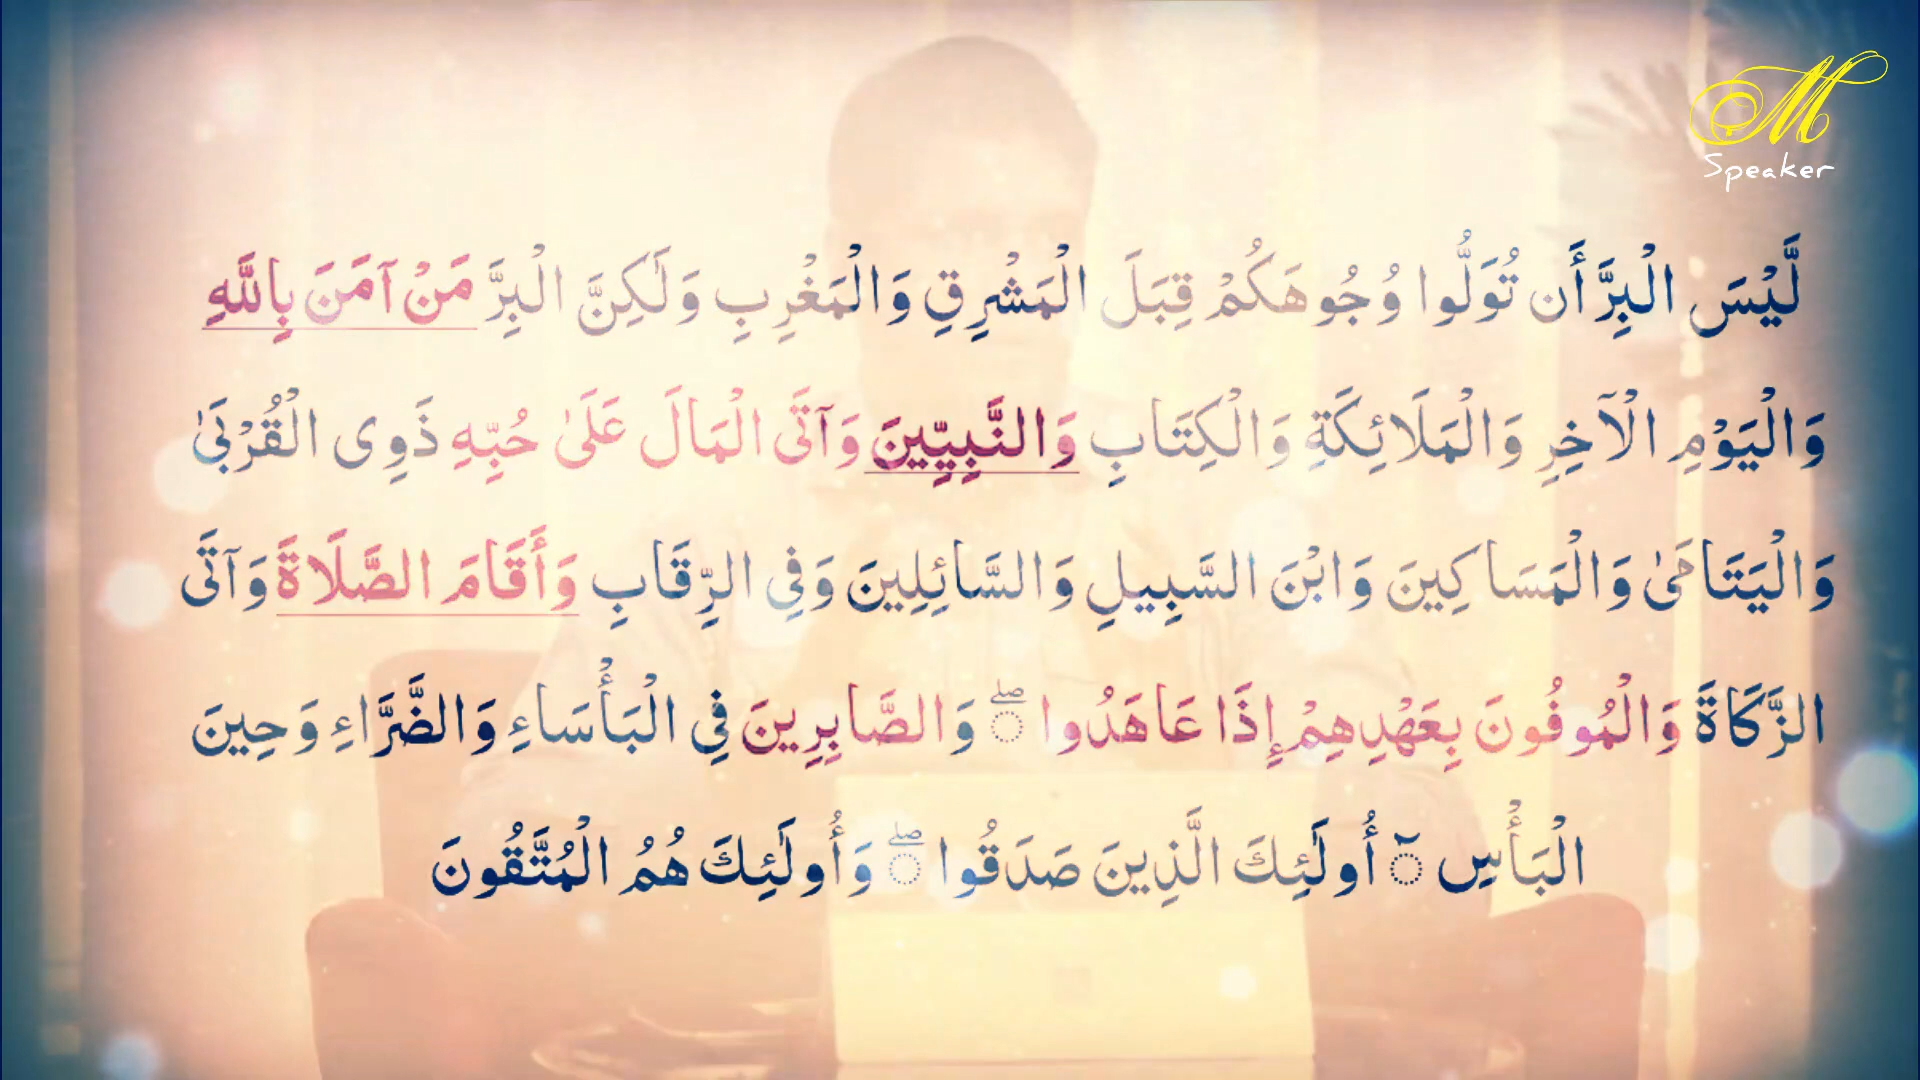 M
Speaker
لَّيْسَ الْبِرَّ أَن تُوَلُّوا وُجُوهَكُمْ قِبَلَ الْمَشْرِقِ وَالْمَغْرِبِ وَلَٰكِنَّ الْبِرَّ مَنْ آمَنَ بِاللَّهِ
وَالْيَوْمِ الْآخِرِ وَالْمَلَائِكَةِ وَالْكِتَابِ وَالنَّبِيِّينَ وَآتَى الْمَالَ عَلَىٰ حُبِّهِ ذَوِى الْقُرْبَىٰ
وَالْيَتَامَىٰ وَالْمَسَاكِينَ وَابْنَ السَّبِيلِ وَالسَّائِلِينَ وَفِي الرِّقَابِ وَأَقَامَ الصَّلَاةَ وَآتَى
الزَّكَاةَ وَالْمُوفُونَ بِعَهْدِهِمْ إِذَا عَاهَدُوا ۖ وَالصَّابِرِينَ فِي الْبَأْسَاءِ وَالضَّرَّاءِ وَحِينَ
الْبَأْسِ ۚ أُولَٰئِكَ الَّذِينَ صَدَقُوا ۖ وَأُولَٰئِكَ هُمُ الْمُتَّقُونَ